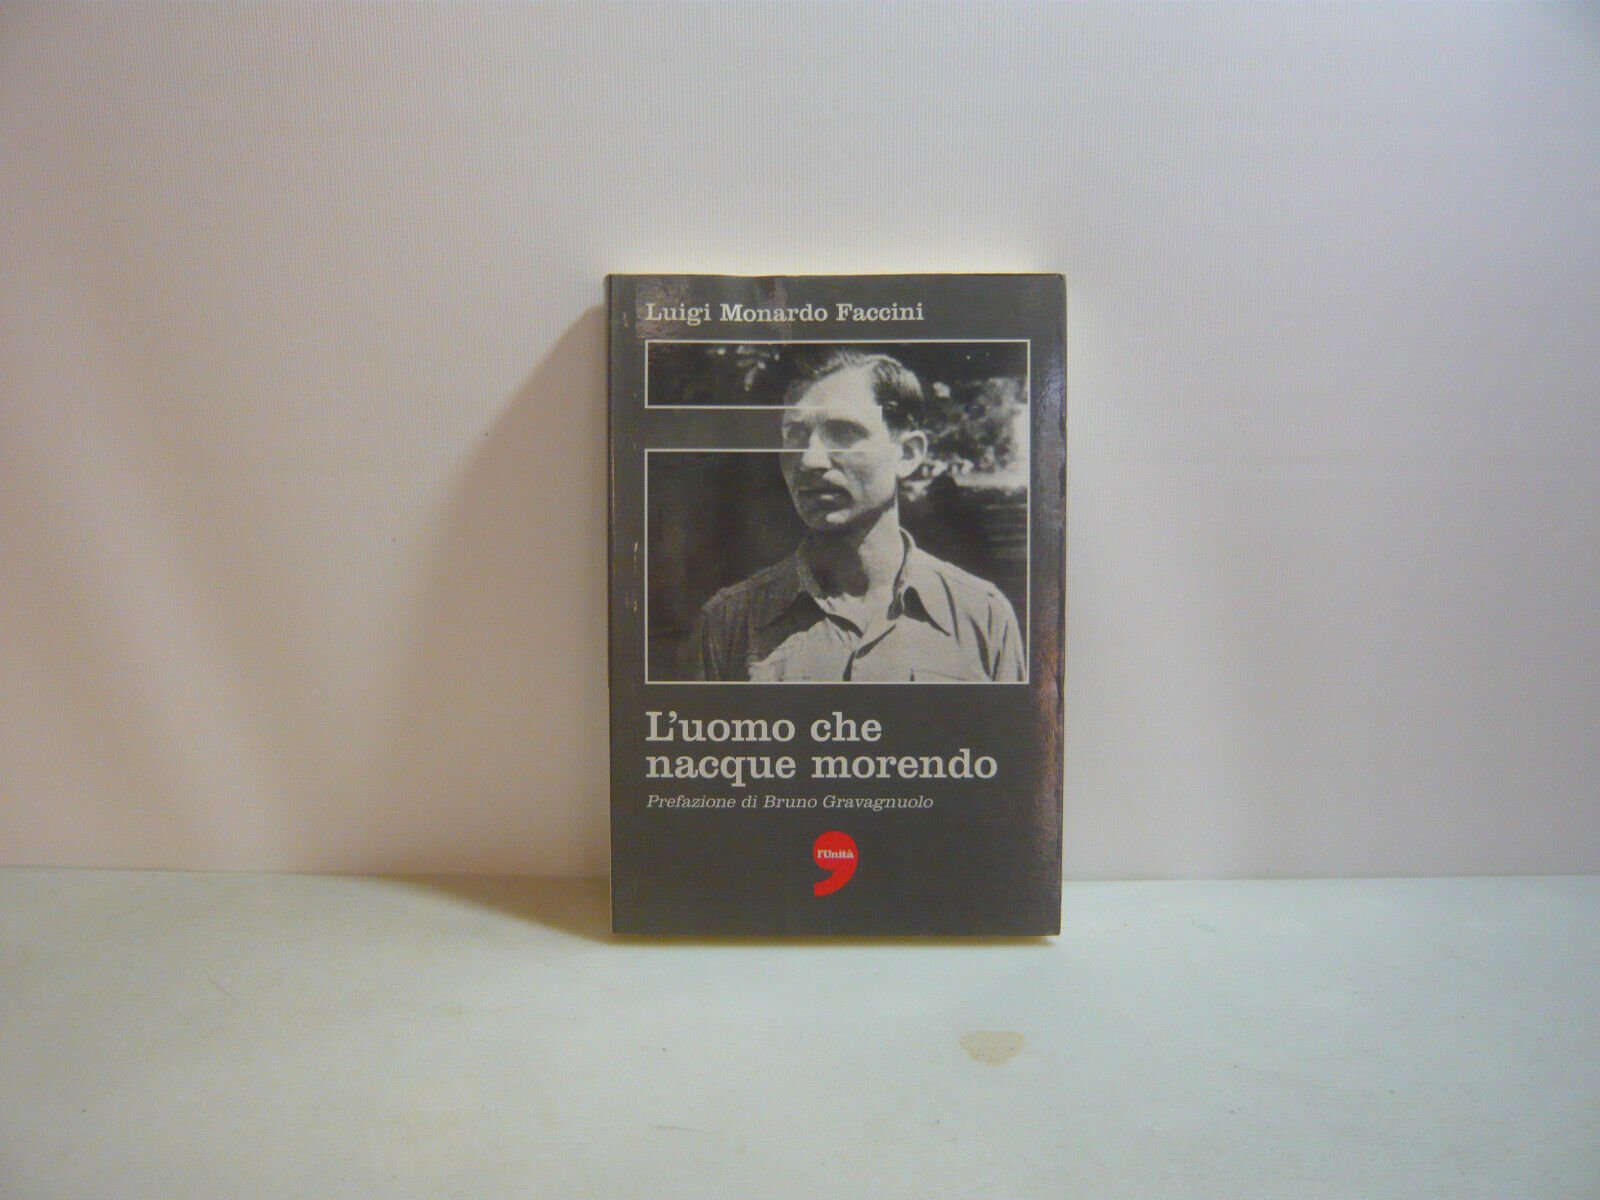 Luigi Monardo Faccini
L'uomo che
nacque morendo
Prefazione di Bruno Gravagnuolo
l'Unità